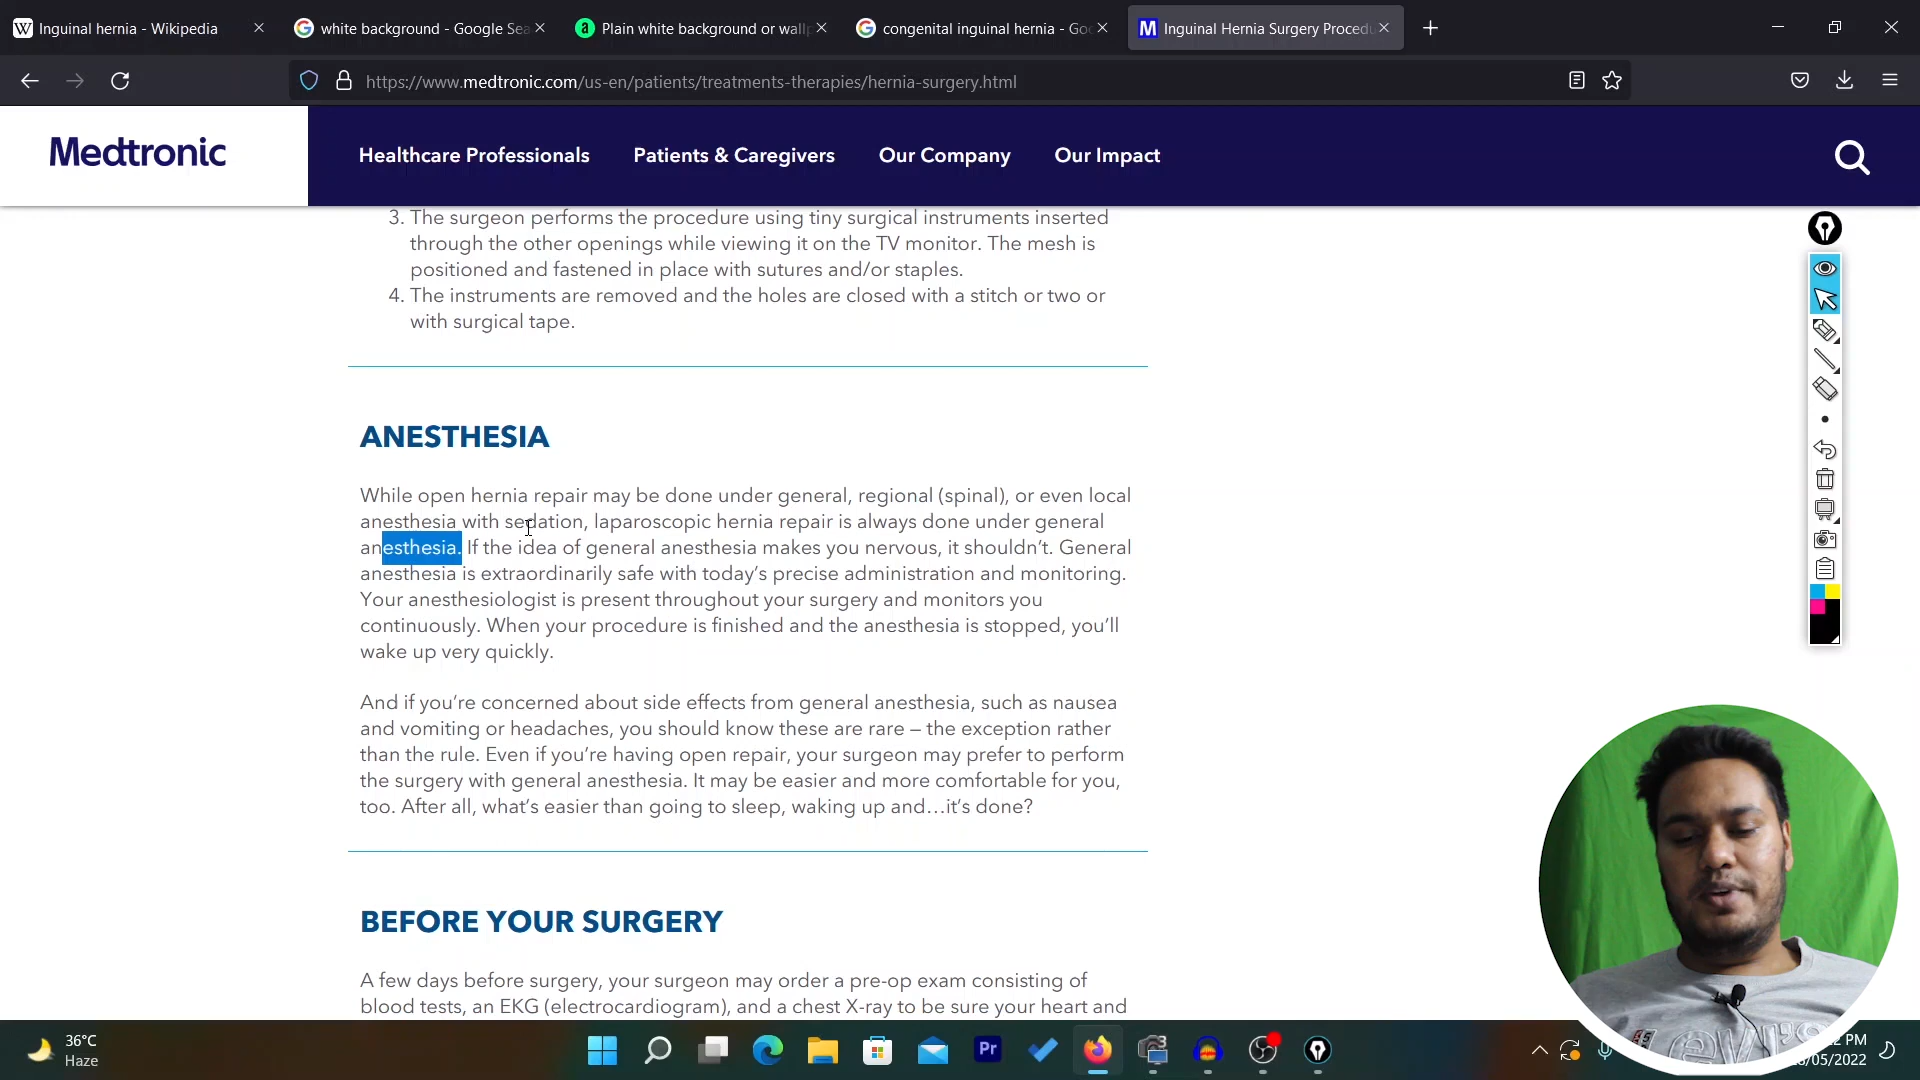 Inguinal hernia - Wikipedia
white background - Google Sea
Plain white background or wallp
congenital inguinal hernia - Goo
Inguinal Hernia Surgery Procedu
https://www.medtronic.com/us-en/patients/treatments-therapies/hernia-surgery.html
Medtronic
Healthcare Professionals
Patients & Caregivers
Our Company
Our Impact
3. The surgeon performs the procedure using tiny surgical instruments inserted
through the other openings while viewing it on the TV monitor. The mesh is
positioned and fastened in place with sutures and/or staples.
4. The instruments are removed and the holes are closed with a stitch or two or
with surgical tape.
ANESTHESIA
While open hernia repair may be done under general, regional (spinal), or even local
anesthesia with sedation, laparoscopic hernia repair is always done under general
anesthesia. If the idea of general anesthesia makes you nervous, it shouldn’t. General
anesthesia is extraordinarily safe with today’s precise administration and monitoring.
Your anesthesiologist is present throughout your surgery and monitors you
continuously. When your procedure is finished and the anesthesia is stopped, you’ll
wake up very quickly.
And if you’re concerned about side effects from general anesthesia, such as nausea
and vomiting or headaches, you should know these are rare – the exception rather
than the rule. Even if you’re having open repair, your surgeon may prefer to perform
the surgery with general anesthesia. It may be easier and more comfortable for you,
too. After all, what’s easier than going to sleep, waking up and…it’s done?
BEFORE YOUR SURGERY
A few days before surgery, your surgeon may order a pre-op exam consisting of
blood tests, an EKG (electrocardiogram), and a chest X-ray to be sure your heart and
36°C
Haze
Pr
2 PM
/05/2022